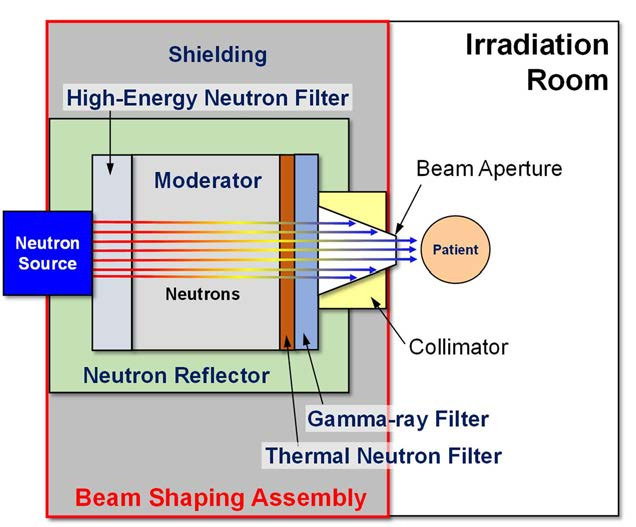 Irradiation
Room
Shielding
High-Energy Neutron Filter
Moderator
Beam Aperture
Neutron
Source
Patient
Neutrons
Collimator
Neutron Reflector
Gamma-ray Filter
Thermal Neutron Filter
Beam Shaping Assembly